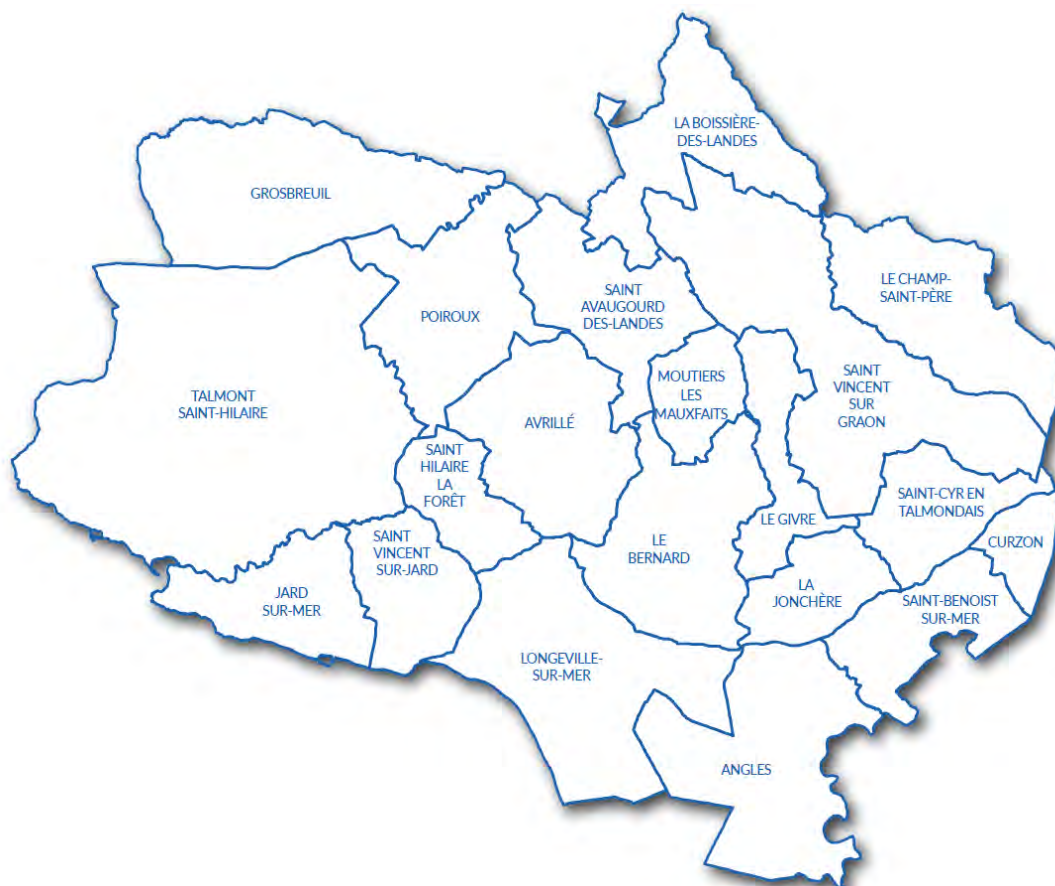 LA BOISSIÈRE-
DES-LANDES
GROSBREUIL
LE CHAMP-
SAINT-PÈRE
SAINT
AVAUGOURD
DES-LANDES
POIROUX
SAINT
VINCENT
SUR
GRAON
MOUTIERS
LES
MAUXFAITS
TALMONT
SAINT-HILAIRE
AVRILLÉ
SAINT
HILAIRE
LA
FORÊT
SAINT-CYR EN
TALMONDAIS
LE GIVRE
SAINT
VINCENT
SUR-JARD
LE
BERNARD
CURZON
JARD
SUR-MER
LA
JONCHÈRE
SAINT-BENOIST
SUR-MER
LONGEVILLE-
SUR-MER
ANGLES